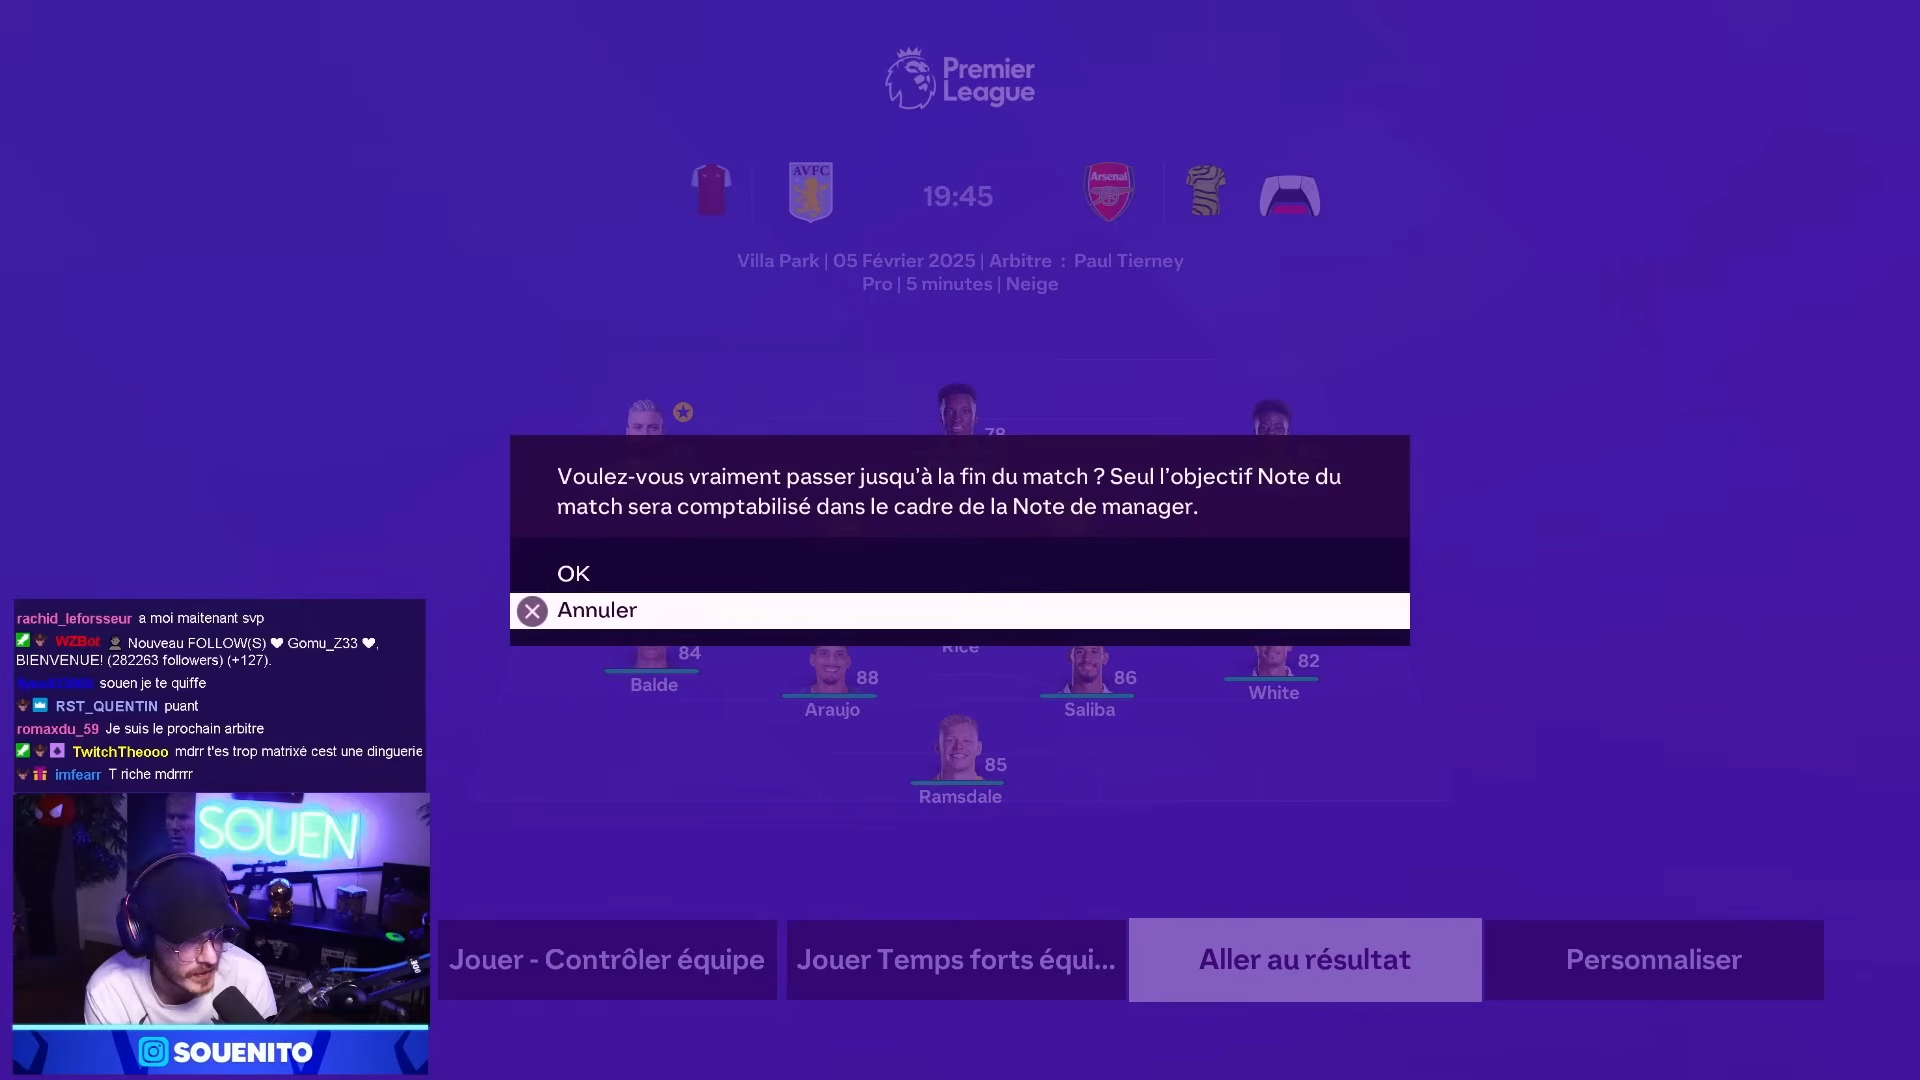 Premier
League
AVFC
19:45
Arsenal
Villa Park | 05 Février 2025 | Arbitre : Paul Tierney
Pro | 5 minutes | Neige
78
Voulez-vous vraiment passer jusqu'à la fin du match ? Seul l'objectif Note du
match sera comptabilisé dans le cadre de la Note de manager.
OK
Annuler
Rice
84
Balde
88
Araujo
86
Saliba
82
White
85
Ramsdale
rachid_leforsseur a moi maitenant svp
WZBot Nouveau FOLLOW(S) ♥ Gomu_Z33 ♥,
BIENVENUE! (282263 followers) (+127).
souen je te quiffe
RST_QUENTIN puant
romaxdu_59 Je suis le prochain arbitre
TwitchTheooo mdrr t'es trop matrixé cest une dinguerie
imfearr T riche mdrrrr
SOUEN
SOUENITO
Jouer - Contrôler équipe
Jouer Temps forts équi...
Aller au résultat
Personnaliser